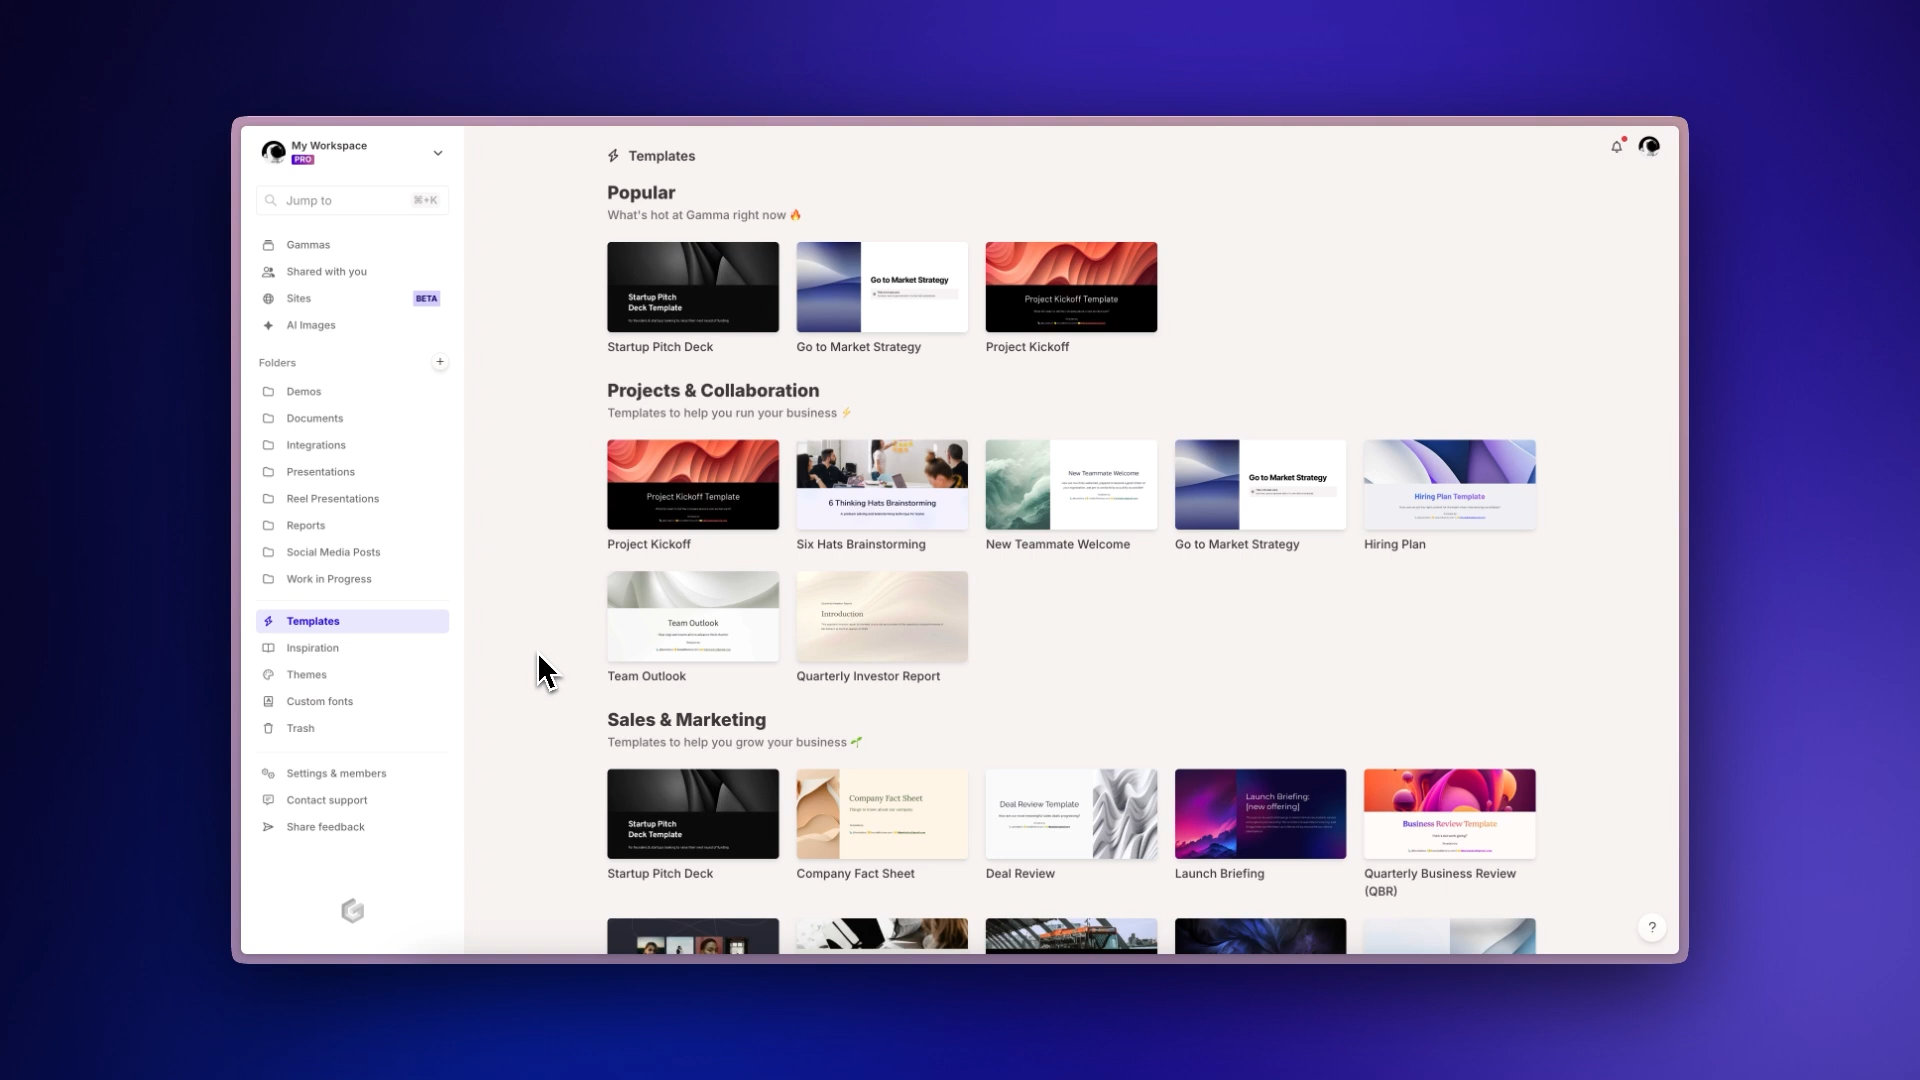 My Workspace
PRO
Jump to
⌘+K
Gammas
Shared with you
Sites
BETA
AI Images
Folders
Demos
Documents
Integrations
Presentations
Reel Presentations
Reports
Social Media Posts
Work in Progress
Templates
Inspiration
Themes
Custom fonts
Trash
Settings & members
Contact support
Share feedback
Templates
Popular
What's hot at Gamma right now 🔥
Startup Pitch
Deck Template
Go to Market Strategy
Project Kickoff Template
Startup Pitch Deck
Go to Market Strategy
Project Kickoff
Projects & Collaboration
Templates to help you run your business ⚡
Project Kickoff Template
6 Thinking Hats Brainstorming
New Teammate Welcome
Go to Market Strategy
Hiring Plan Template
Project Kickoff
Six Hats Brainstorming
New Teammate Welcome
Go to Market Strategy
Hiring Plan
Team Outlook
Introduction
Team Outlook
Quarterly Investor Report
Sales & Marketing
Templates to help you grow your business 🌱
Startup Pitch
Deck Template
Company Fact Sheet
Deal Review Template
Launch Briefing:
[new offering]
Business Review Template
Startup Pitch Deck
Company Fact Sheet
Deal Review
Launch Briefing
Quarterly Business Review
(QBR)
?